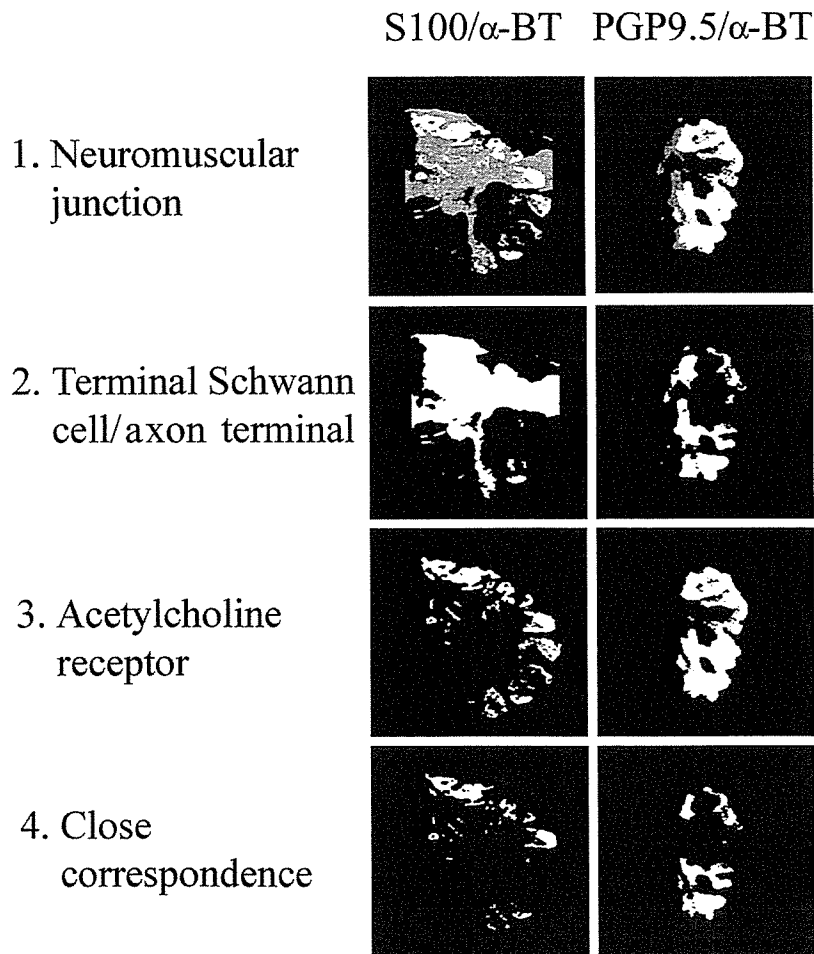 S100/α-BT PGP9.5/α-BT
1. Neuromuscular
junction
2. Terminal Schwann
cell/axon terminal
3. Acetylcholine
receptor
4. Close
correspondence